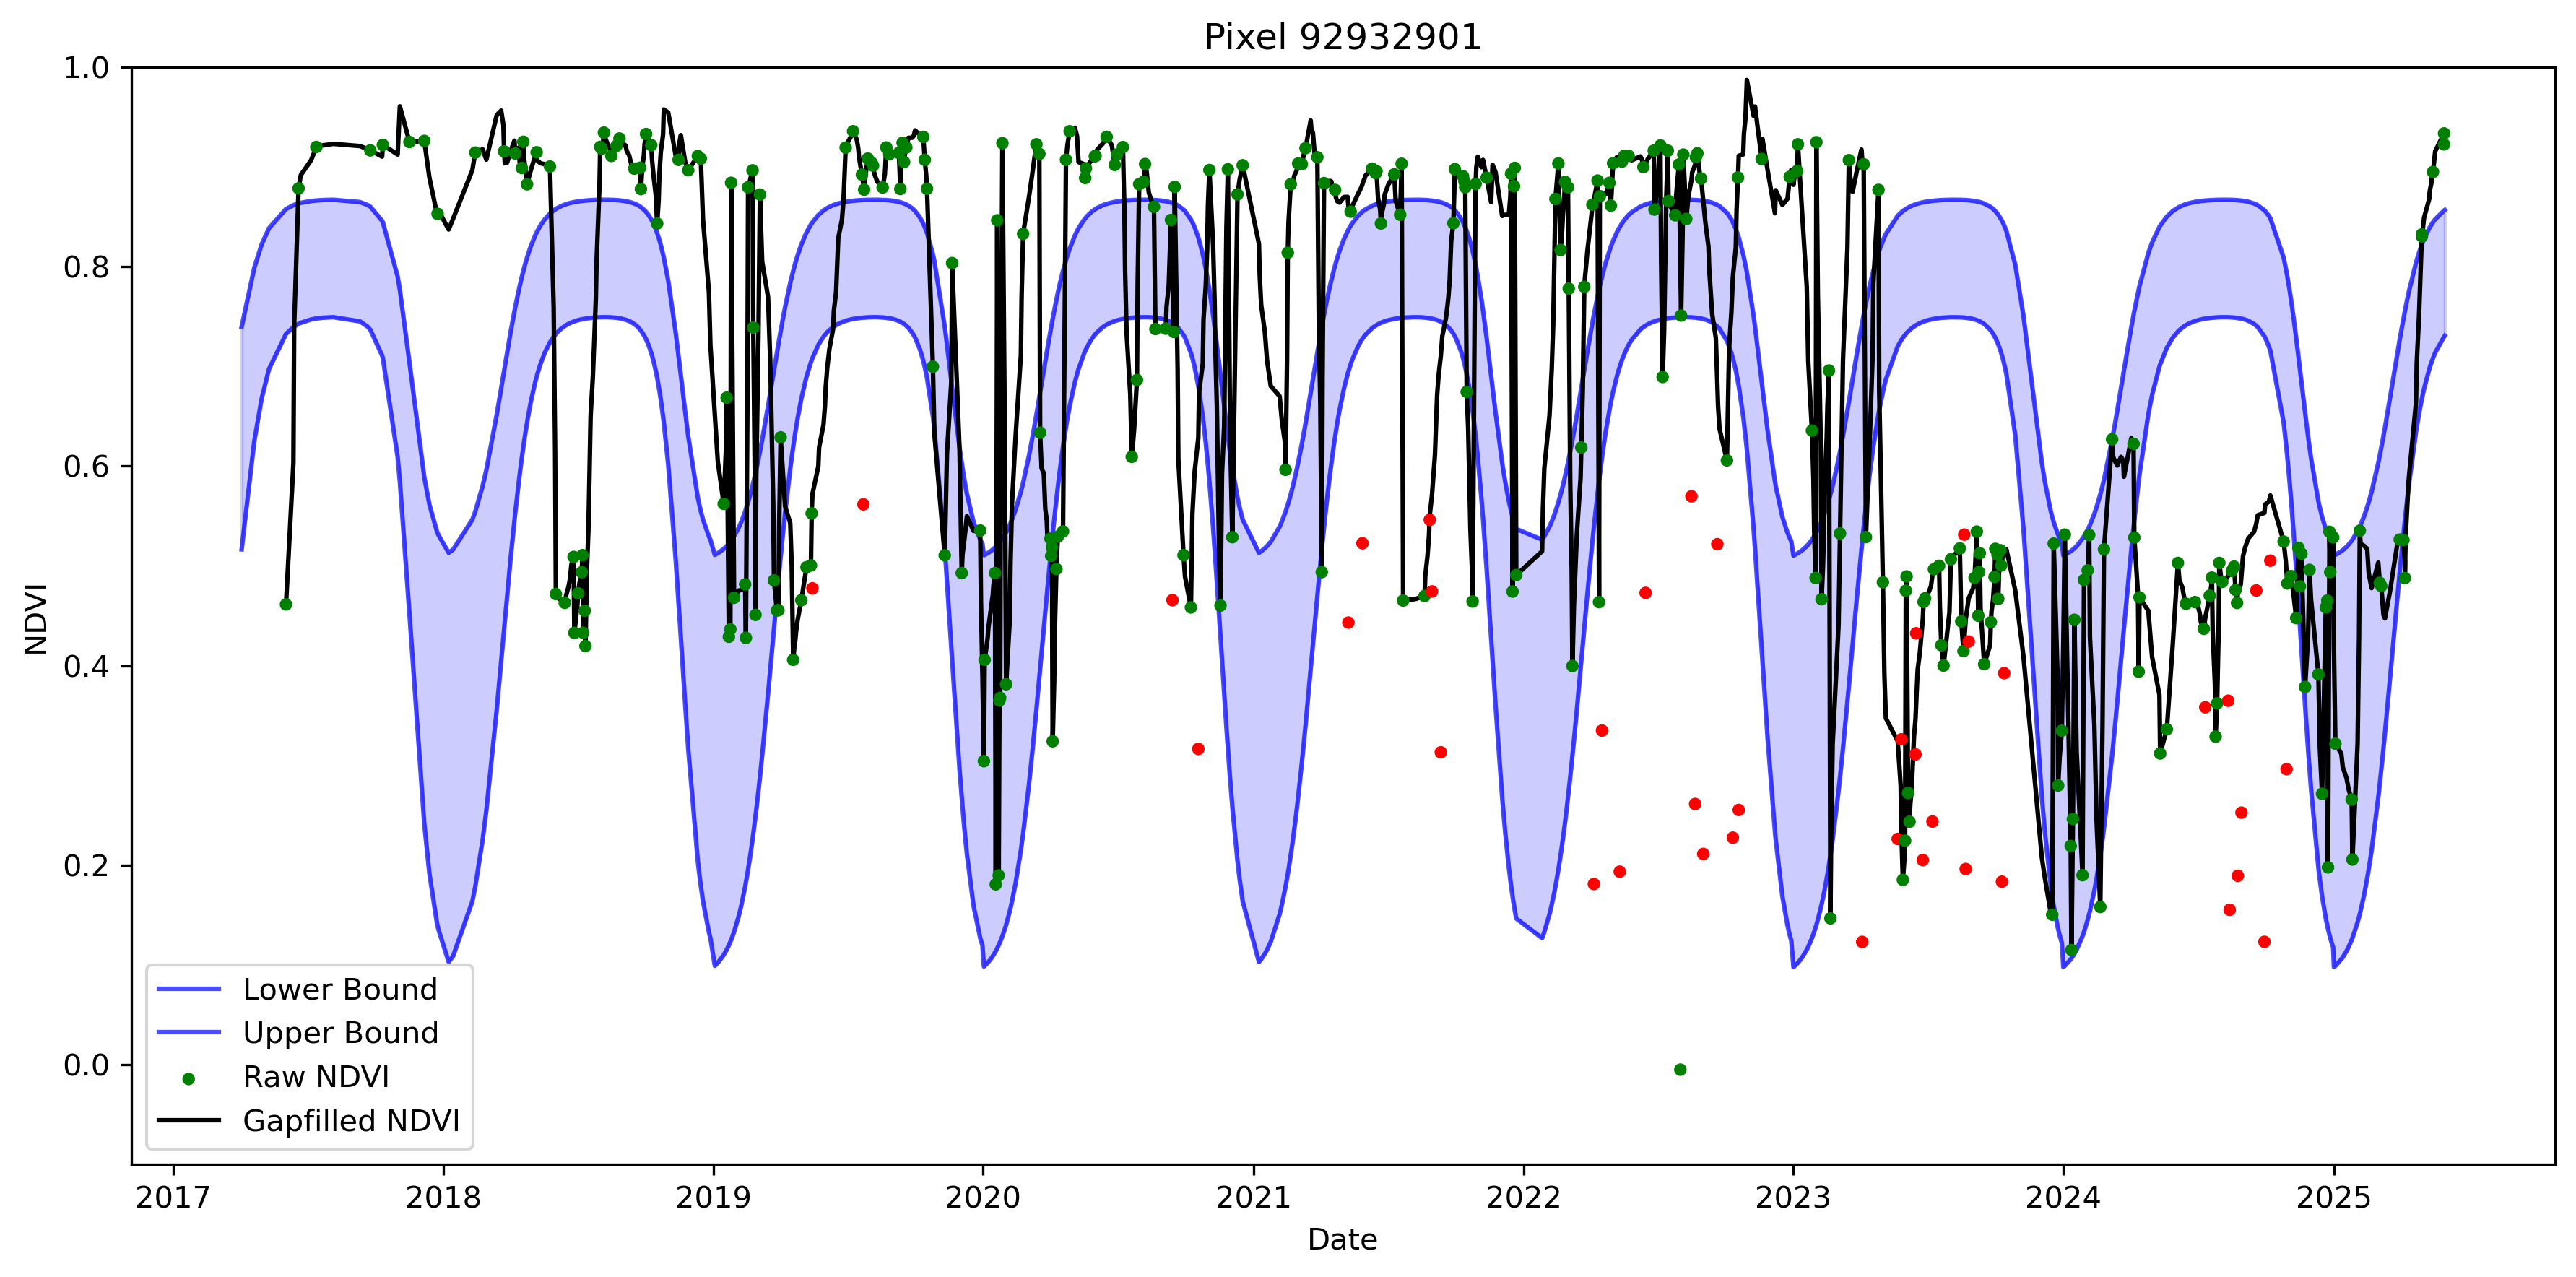 Pixel 92932901
1.0
0.8
0.6
0.4
0.2
0.0
NDVI
Lower Bound
Upper Bound
Raw NDVI
Gapfilled NDVI
2017 2018 2019 2020 2021 2022 2023 2024 2025
Date